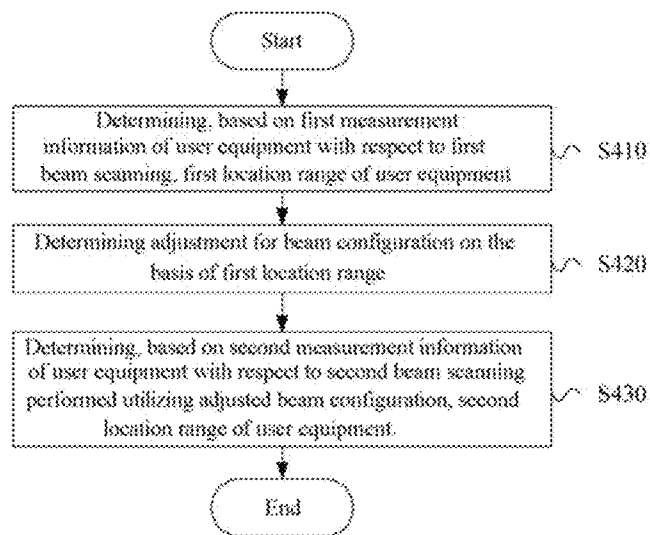 Start
Determining, based on first measurement
information of user equipment with respect to first
beam scanning, first location range of user equipment
S410
Determining adjustment for beam configuration on the
basis of first location range
S420
Determining, based on second measurement information
of user equipment with respect to second beam scanning
performed utilizing adjusted beam configuration, second
location range of user equipment.
S430
End